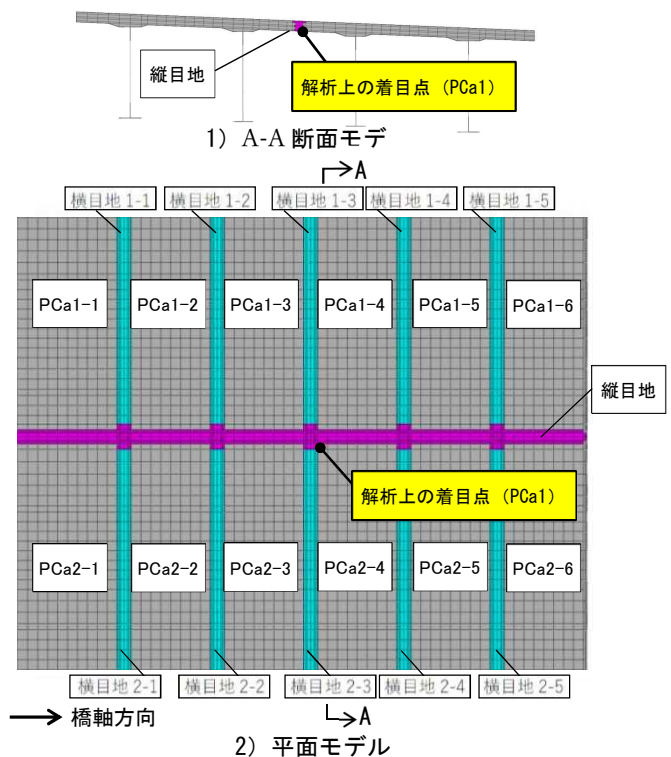 縦目地
解析上の着目点（PCa1）
1）A-A 断面モデ
A
横目地 1-1
横目地 1-2
横目地 1-3
横目地 1-4
横目地 1-5
PCa1-1
PCa1-2
PCa1-3
PCa1-4
PCa1-5
PCa1-6
縦目地
解析上の着目点（PCa1）
PCa2-1
PCa2-2
PCa2-3
PCa2-4
PCa2-5
PCa2-6
横目地 2-1
横目地 2-2
横目地 2-3
横目地 2-4
横目地 2-5
橋軸方向
A
2）平面モデル